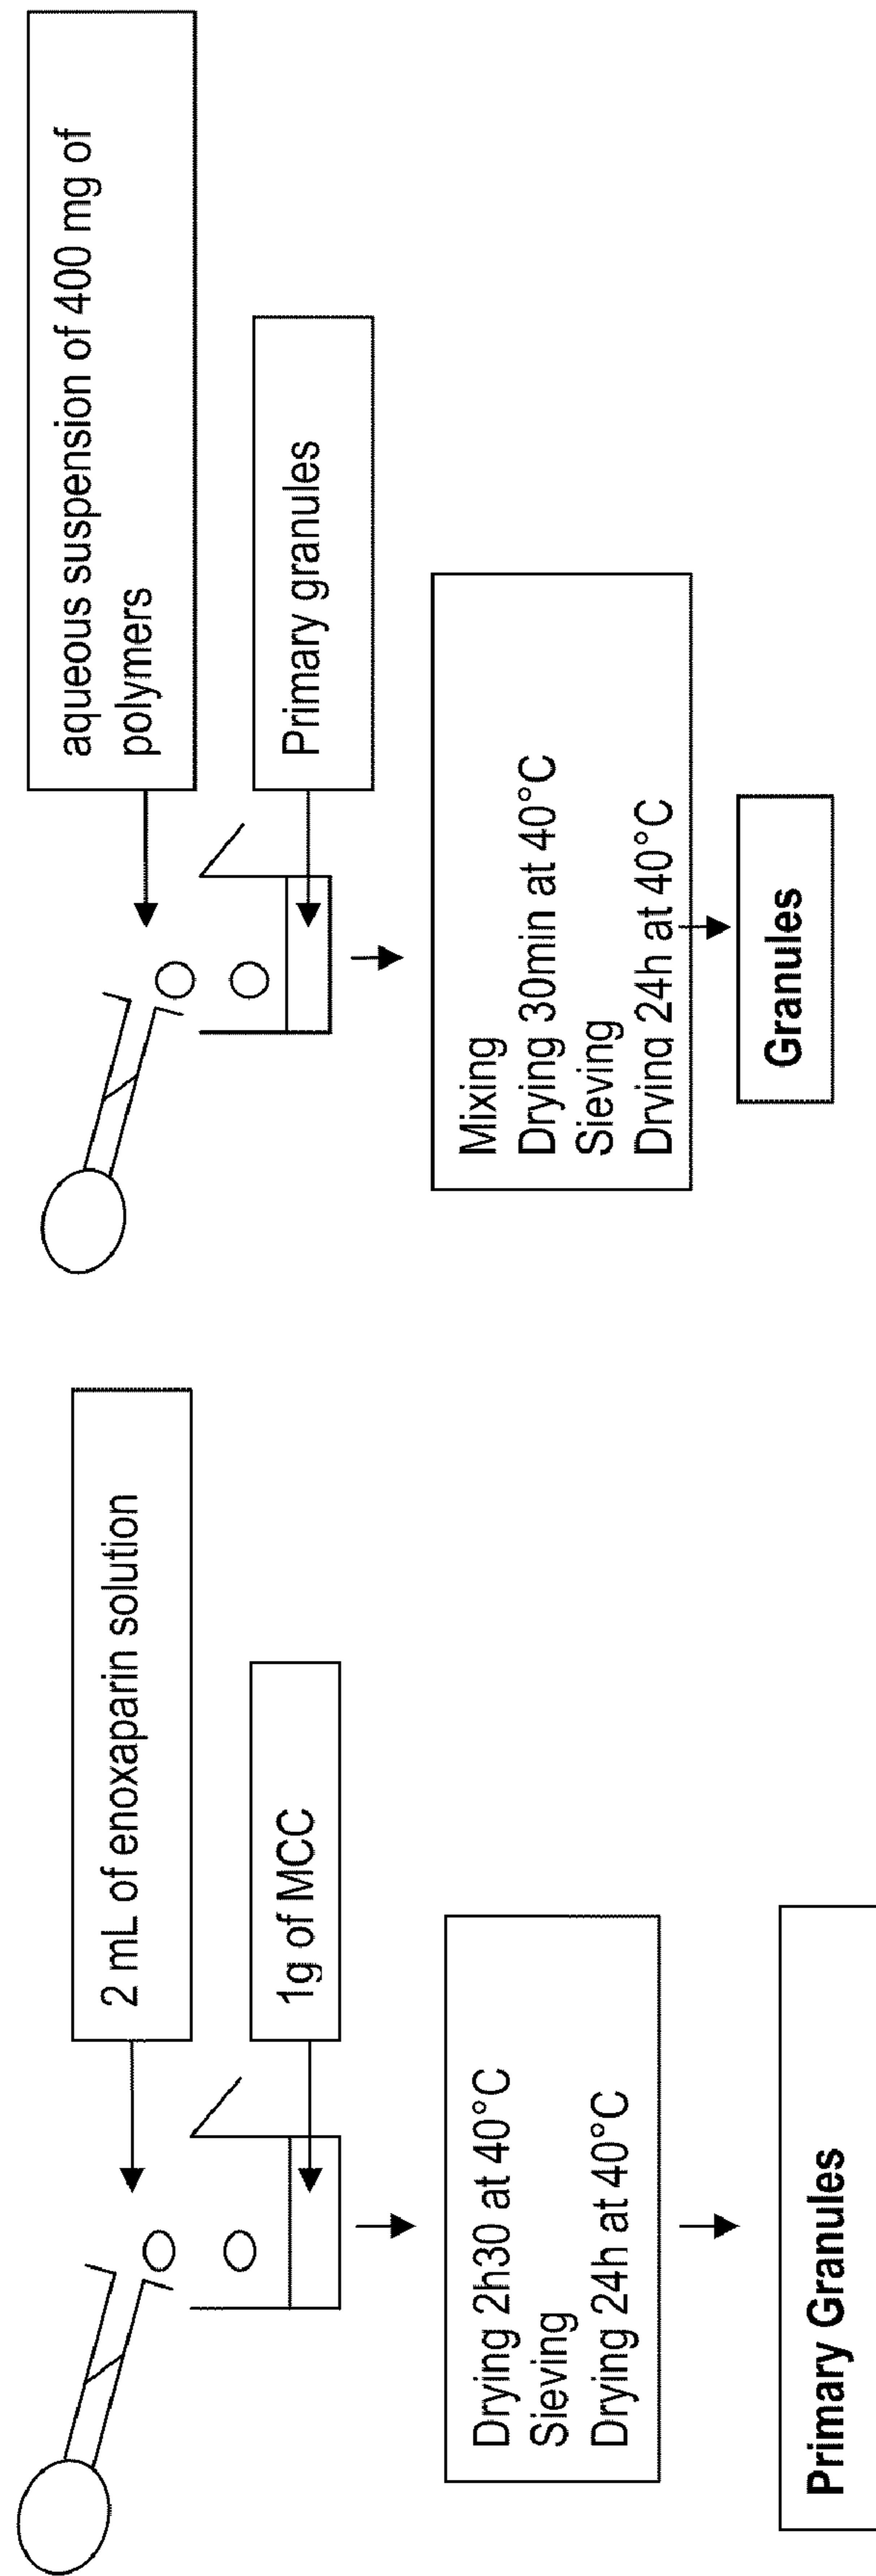 2 mL of enoxaparin solution
1g of MCC
Drying 2h30 at 40°C
Sieving
Drying 24h at 40°C
Primary Granules
aqueous suspension of 400 mg of
polymers
Primary granules
Mixing
Drying 30min at 40°C
Sieving
Drying 24h at 40°C
Granules